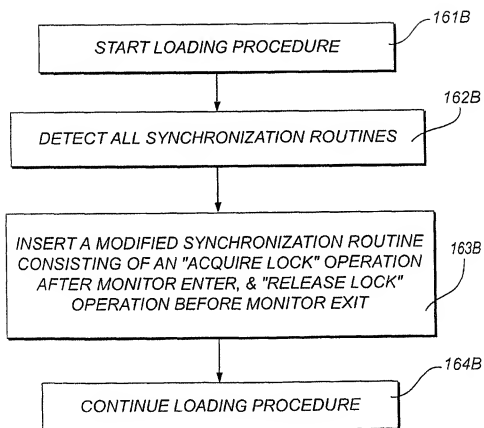 161B
START LOADING PROCEDURE
162B
DETECT ALL SYNCHRONIZATION ROUTINES
INSERT A MODIFIED SYNCHRONIZATION ROUTINE
CONSISTING OF AN "ACQUIRE LOCK" OPERATION
AFTER MONITOR ENTER, & "RELEASE LOCK"
OPERATION BEFORE MONITOR EXIT
163B
164B
CONTINUE LOADING PROCEDURE